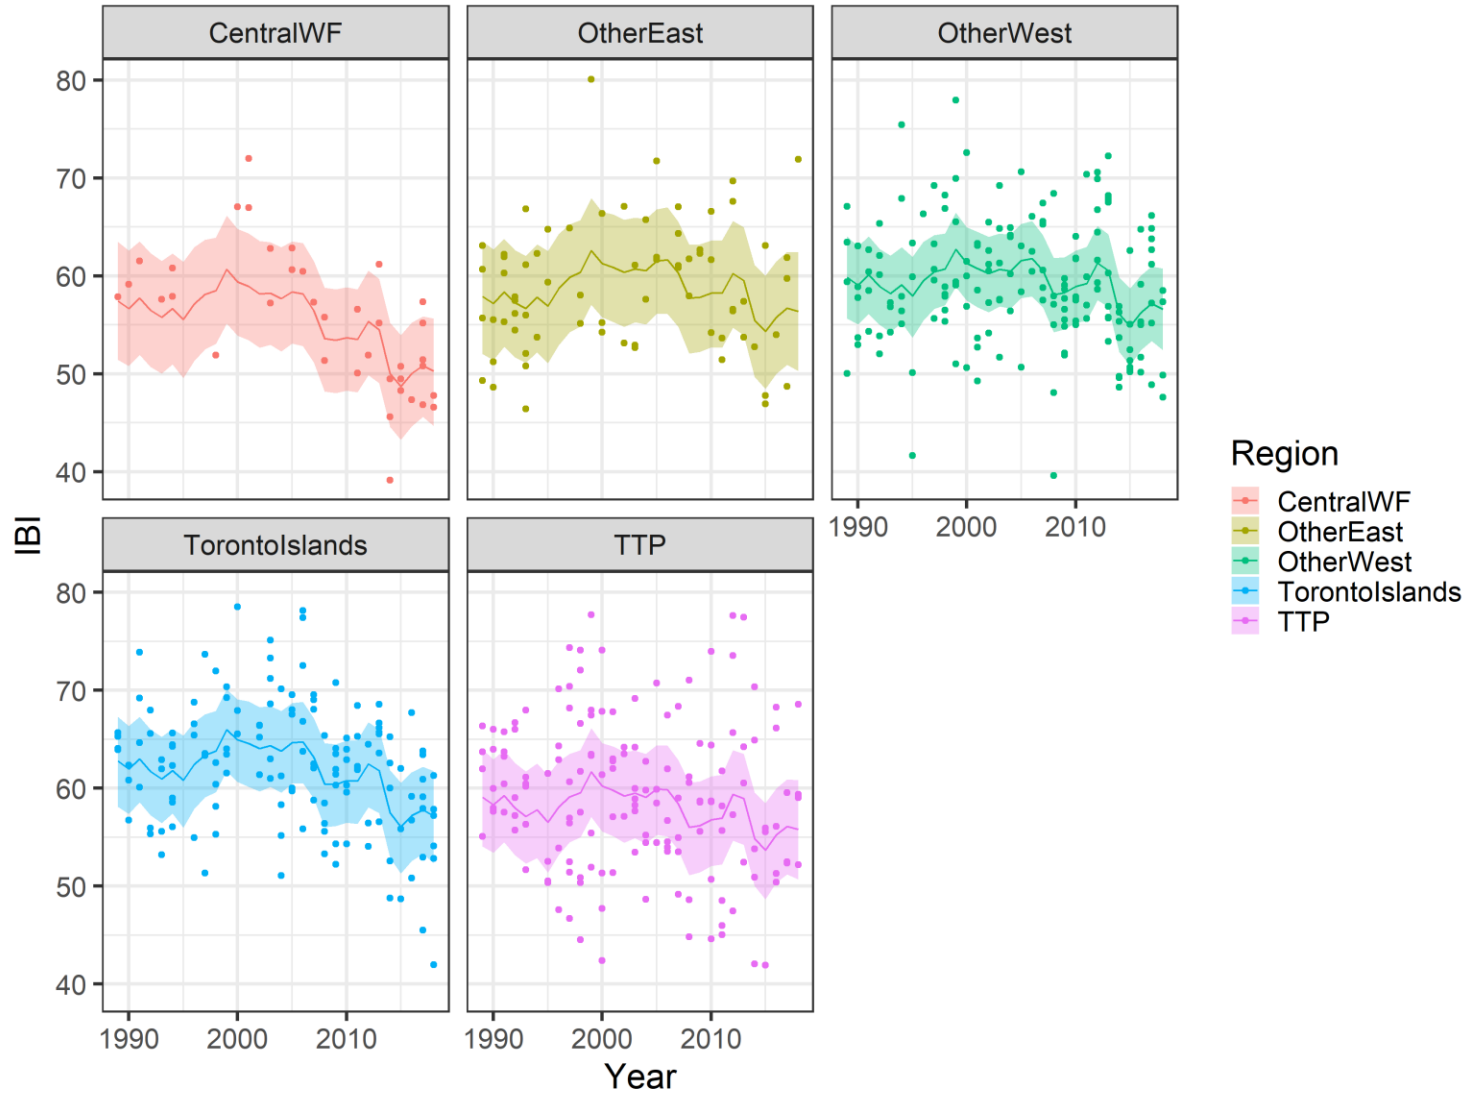 CentralWF OtherEast OtherWest
80
70
60
50
40
1990 2000 2010
IBI
TorontoIslands TTP
80
70
60
50
40
1990 2000 2010 1990 2000 2010
Year
Region
CentralWF
OtherEast
OtherWest
TorontoIslands
TTP